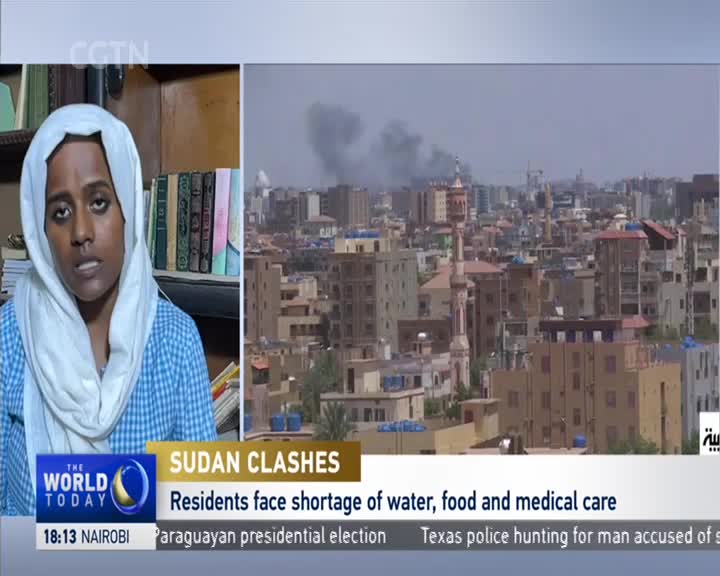 CGTN
SUDAN CLASHES
THE
WORLD
TODAY
Residents face shortage of water, food and medical care
18:13 NAIROBI
Paraguayan presidential election Texas police hunting for man accused of